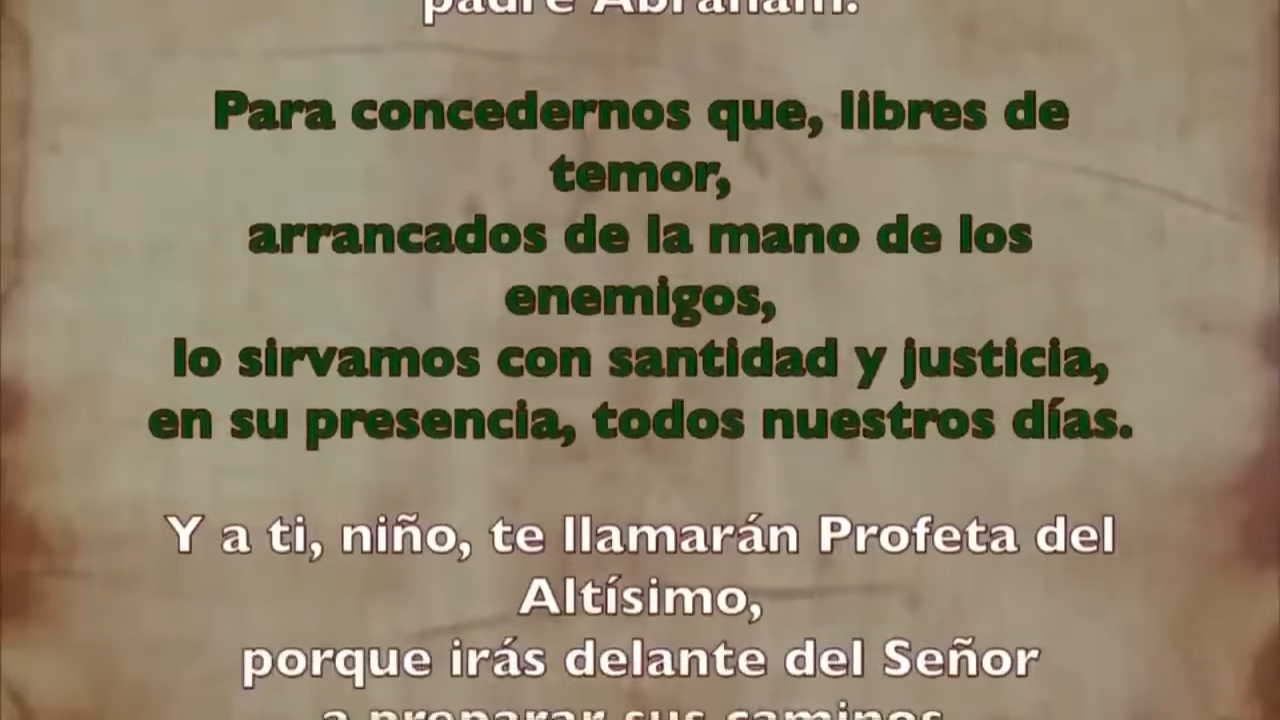 padre Abraham.
Para concedernos que, libres de
temor,
arrancados de la mano de los
enemigos,
lo sirvamos con santidad y justicia,
en su presencia, todos nuestros días.
Y a ti, niño, te llamarán Profeta del
Altísimo,
porque irás delante del Señor
a preparar sus caminos